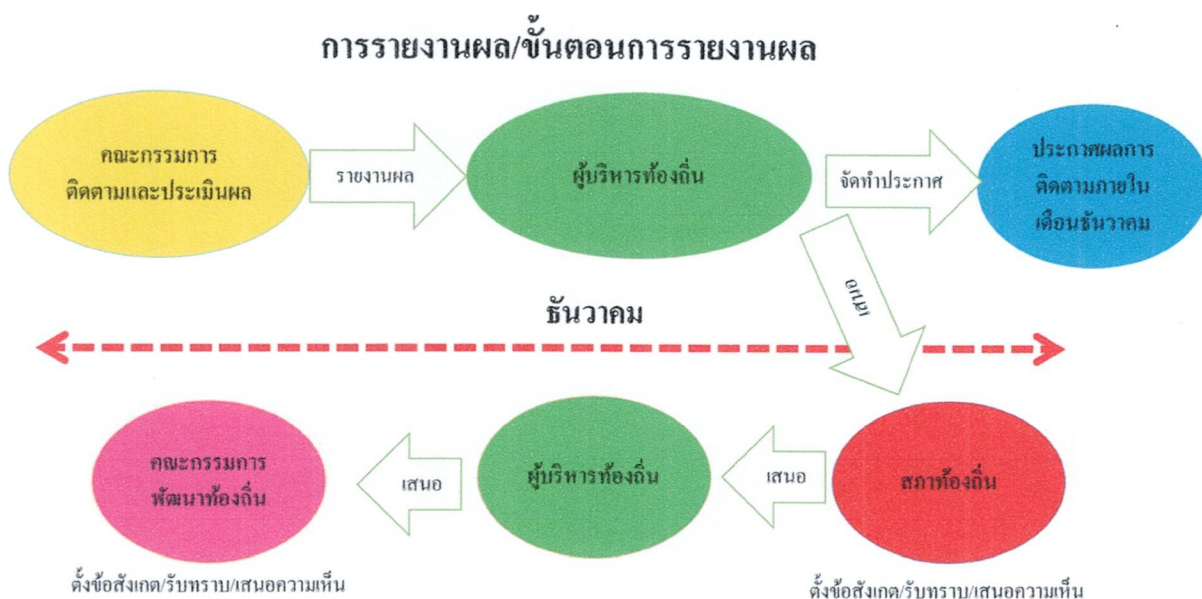 การรายงานผล/ขั้นตอนการรายงานผล
คณะกรรมการ
ติดตามและประเมินผล
รายงานผล
ผู้บริหารท้องถิ่น
จัดทำประกาศ
ประกาศผลการ
ติดตามภายใน
เดือนธันวาคม
เสนอ
ธันวาคม
คณะกรรมการ
พัฒนาท้องถิ่น
เสนอ
ผู้บริหารท้องถิ่น
เสนอ
สภาท้องถิ่น
ตั้งข้อสังเกต/รับทราบ/เสนอความเห็น
ตั้งข้อสังเกต/รับทราบ/เสนอความเห็น